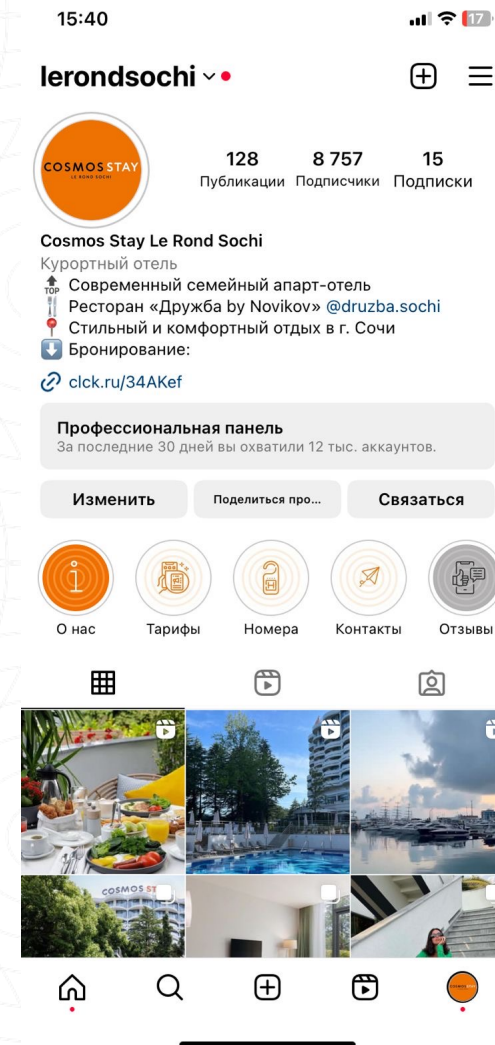 15:40
17
lerondsochi
COSMOS STAY
LE ROND SOCHI
128
8 757
15
Публикации
Подписчики
Подписки
Cosmos Stay Le Rond Sochi
Курортный отель
TOP Современный семейный апарт-отель
Ресторан «Дружба by Novikov» @druzba.sochi
Стильный и комфортный отдых в г. Сочи
Бронирование:
clck.ru/34AKef
Профессиональная панель
За последние 30 дней вы охватили 12 тыс. аккаунтов.
Изменить
Поделиться про...
Связаться
О нас
Тарифы
Номера
Контакты
Отзывы
COSMOS ST